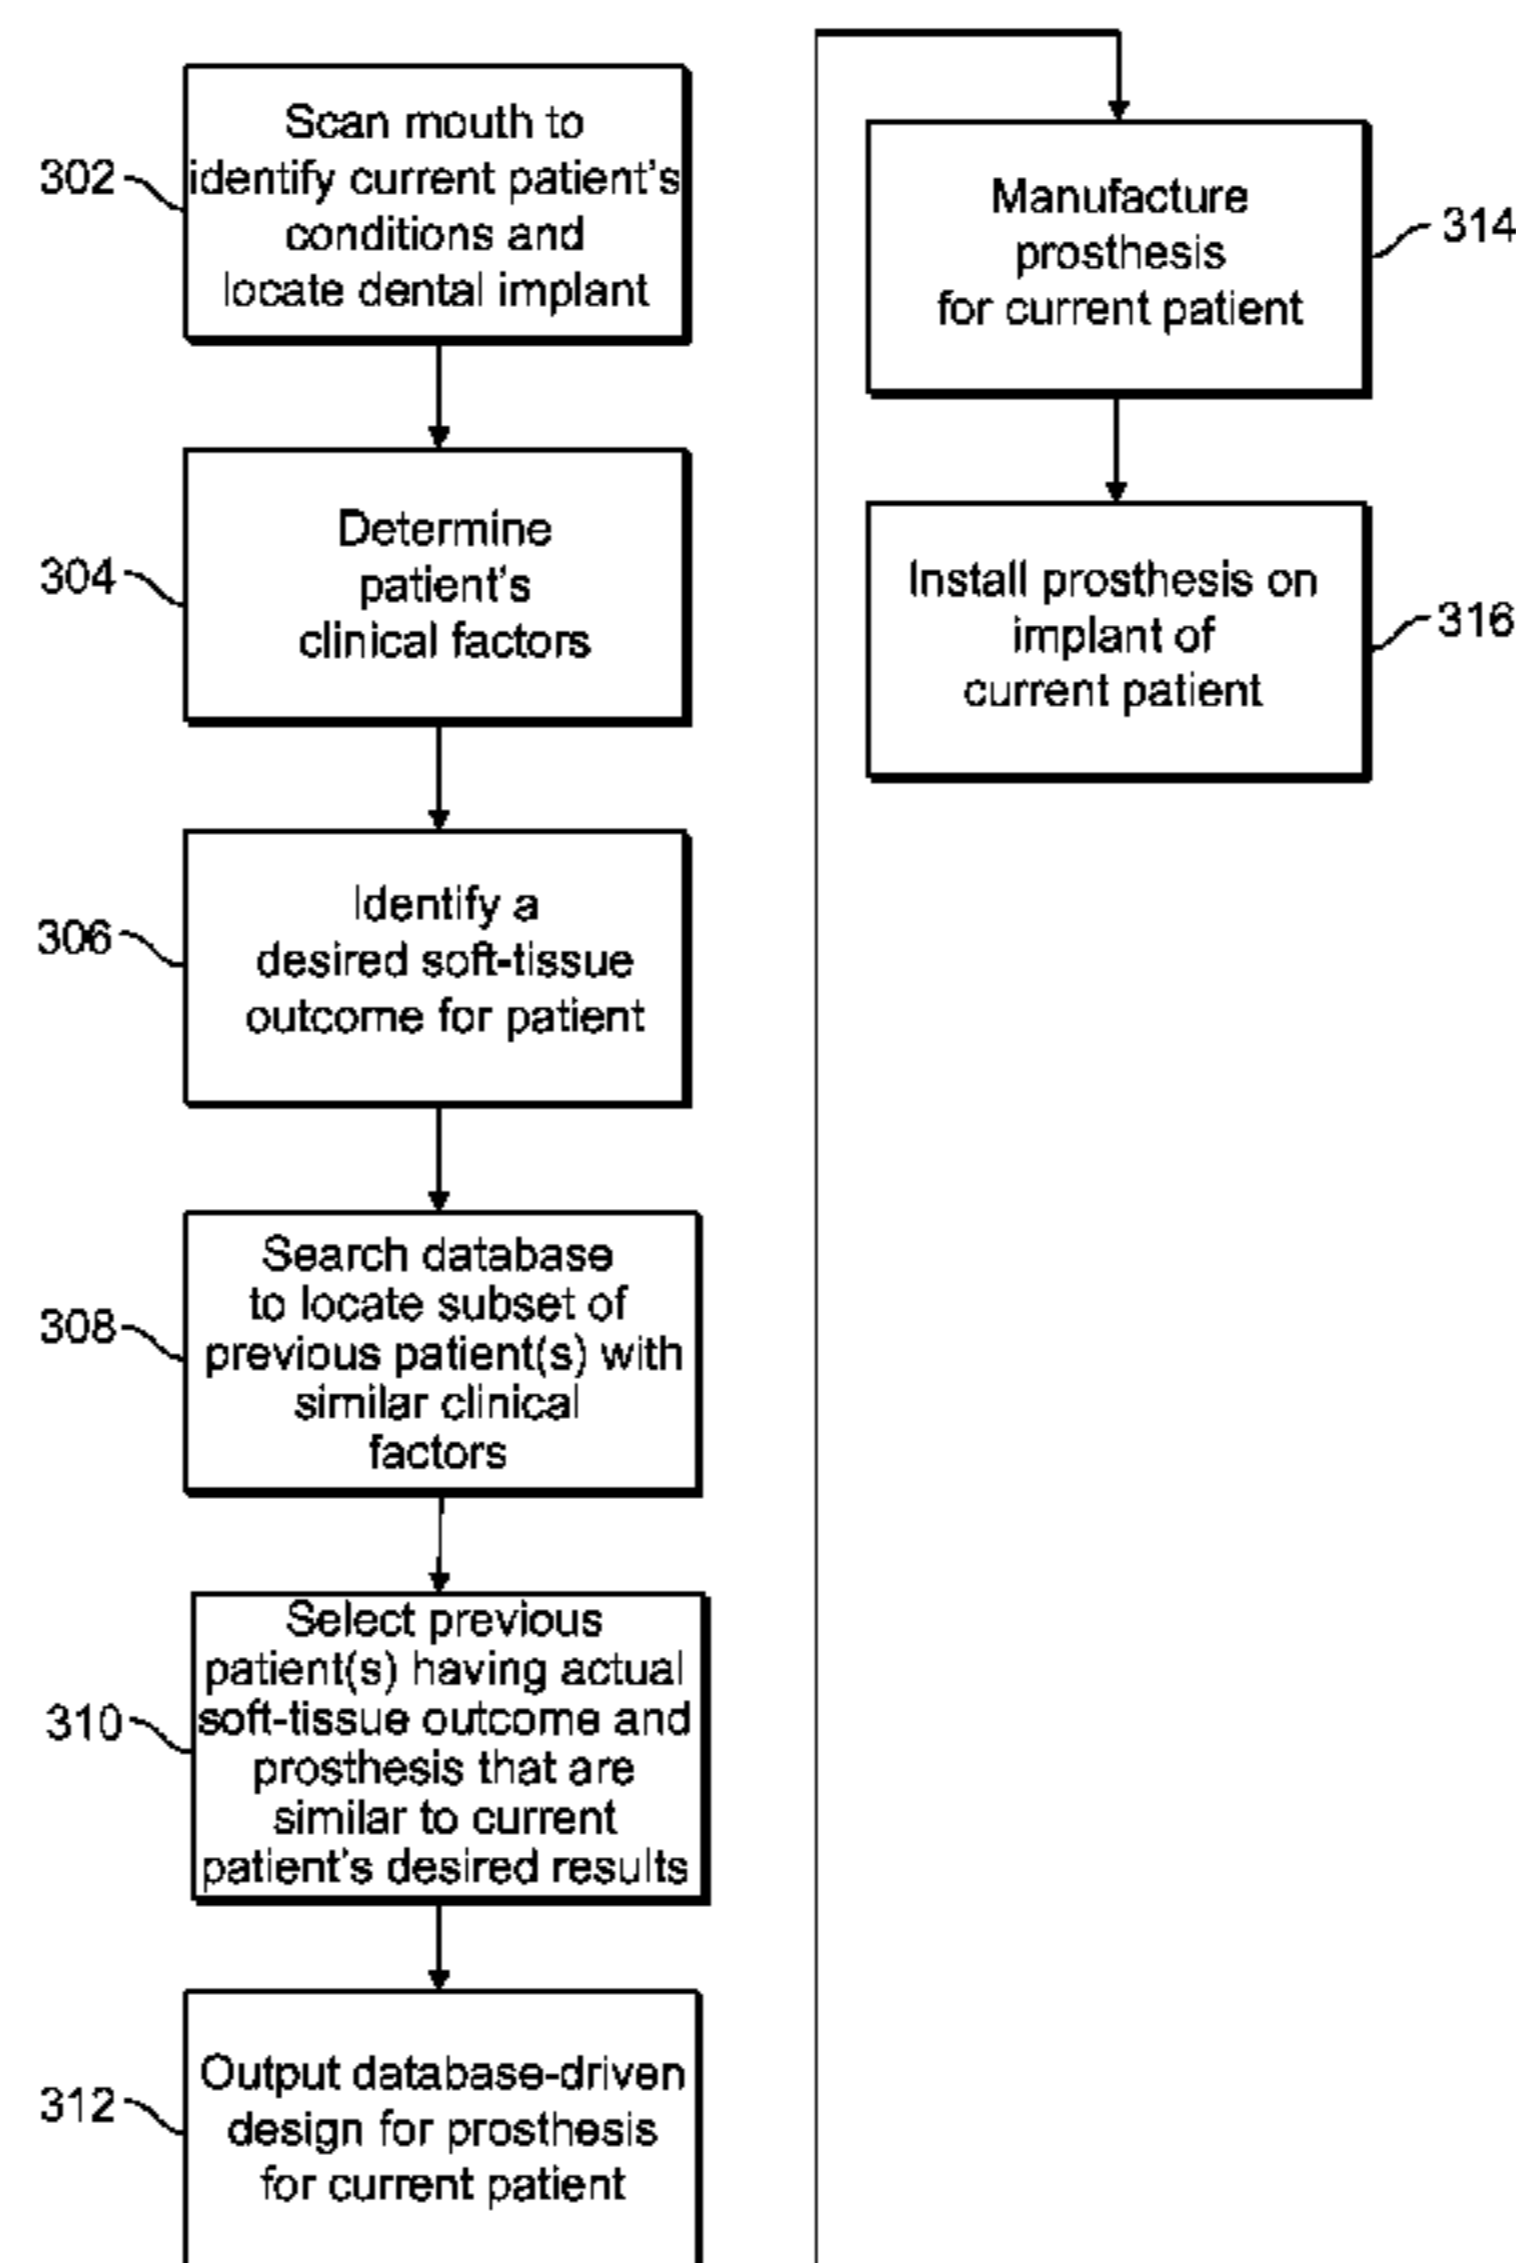 302
Scan mouth to
identify current patient's
conditions and
locate dental implant
304
Determine
patient's
clinical factors
306
Identify a
desired soft-tissue
outcome for patient
308
Search database
to locate subset of
previous patient(s) with
similar clinical
factors
310
Select previous
patient(s) having actual
soft-tissue outcome and
prosthesis that are
similar to current
patient's desired results
312
Output database-driven
design for prosthesis
for current patient
Manufacture
prosthesis
for current patient
314
Install prosthesis on
implant of
current patient
316